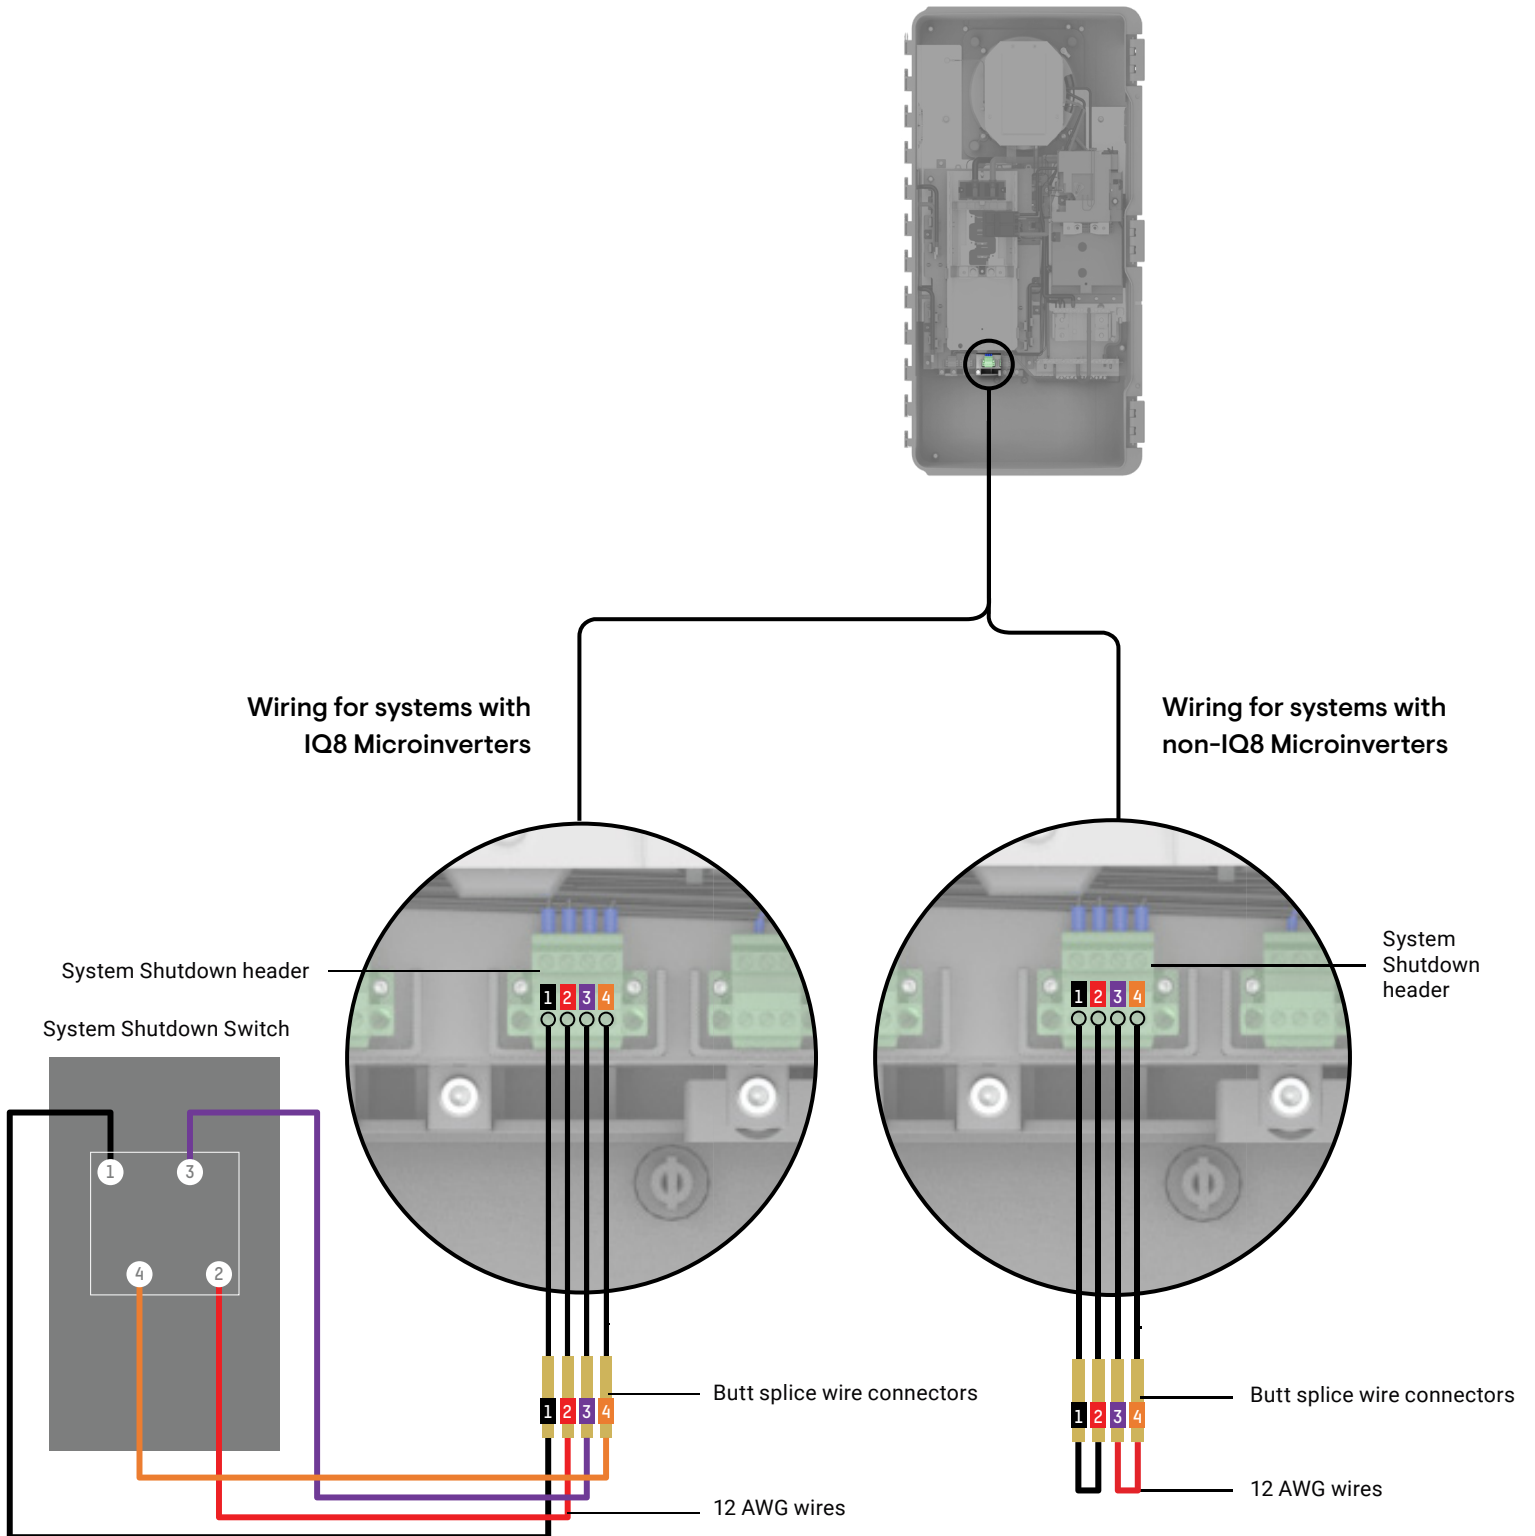 Wiring for systems with
IQ8 Microinverters
Wiring for systems with
non-IQ8 Microinverters
System Shutdown header
System
Shutdown
header
1 2 3 4
1 2 3 4
System Shutdown Switch
1 3
4 2
Butt splice wire connectors
1 2 3 4
Butt splice wire connectors
1 2 3 4
12 AWG wires
12 AWG wires